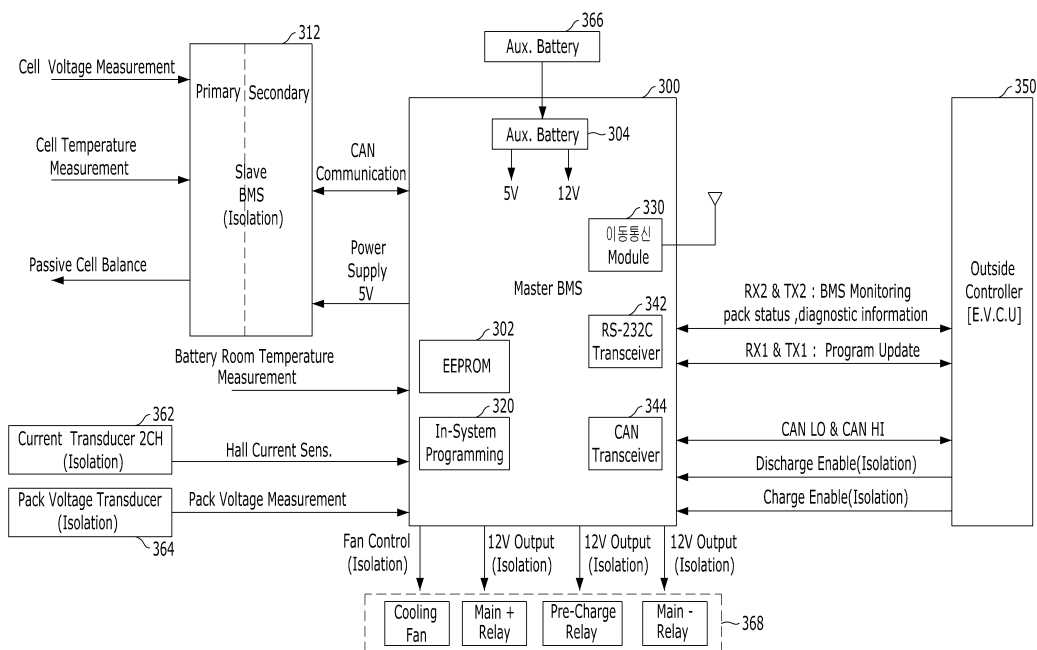 312
366
Aux. Battery
Cell Voltage Measurement
Primary
Secondary
300
350
Aux. Battery
304
Cell Temperature
Measurement
Slave
BMS
(Isolation)
CAN
Communication
5V
12V
330
이동통신
Module
Passive Cell Balance
Power
Supply
5V
Master BMS
Outside
Controller
[E.V.C.U]
RX2 & TX2 : BMS Monitoring
pack status ,diagnostic information
342
RS-232C
Transceiver
RX1 & TX1 : Program Update
302
EEPROM
Battery Room Temperature
Measurement
362
Current Transducer 2CH
(Isolation)
Hall Current Sens.
320
In-System
Programming
344
CAN
Transceiver
CAN LO & CAN HI
Discharge Enable(Isolation)
Charge Enable(Isolation)
Pack Voltage Transducer
(Isolation)
364
Pack Voltage Measurement
Fan Control
(Isolation)
12V Output
(Isolation)
12V Output
(Isolation)
12V Output
(Isolation)
Cooling
Fan
Main +
Relay
Pre-Charge
Relay
Main -
Relay
368